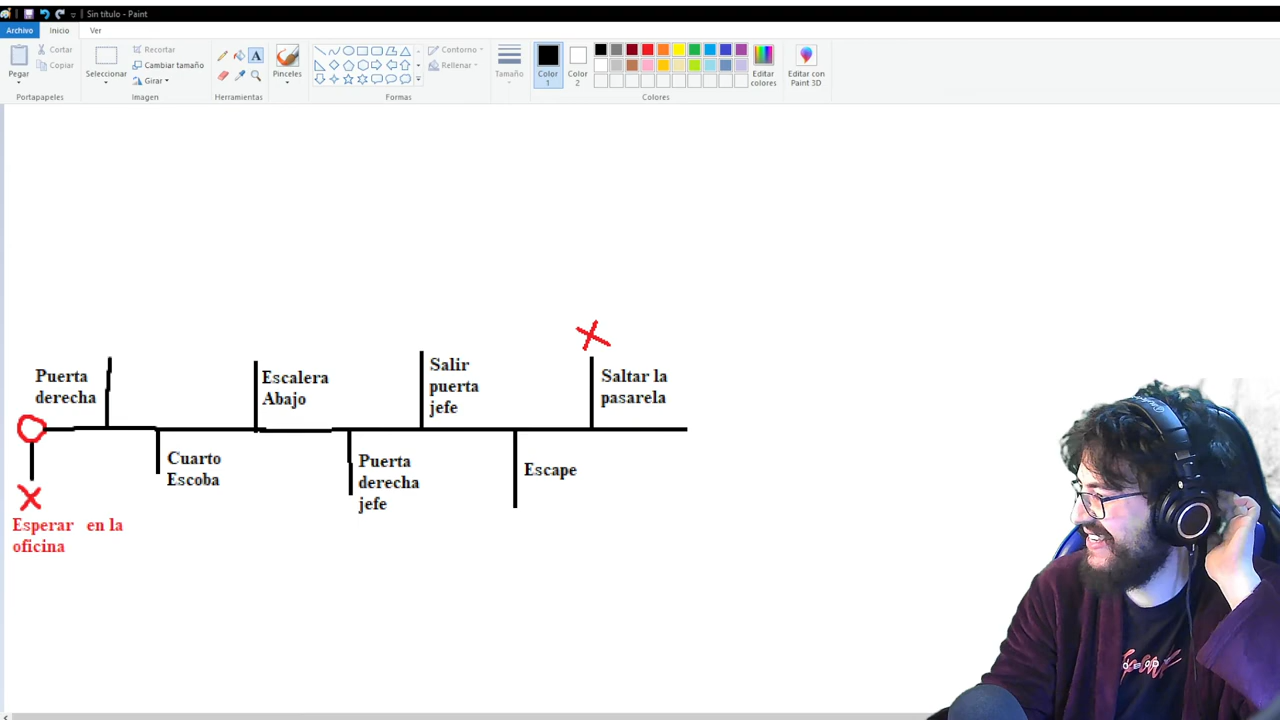 Sin título - Paint
Archivo Inicio Ver
Pegar
Cortar
Copiar
Portapapeles
Seleccionar
Recortar
Cambiar tamaño
Girar
Imagen
A
Herramientas
Pinceles
Contorno
Rellenar
Formas
Tamaño
Color
1
Color
2
Editar
colores
Colores
Editar con
Paint 3D
Puerta
derecha
Escalera
Abajo
Salir
puerta
jefe
Saltar la
pasarela
Cuarto
Escoba
Puerta
derecha
jefe
Escape
Esperar en la
oficina